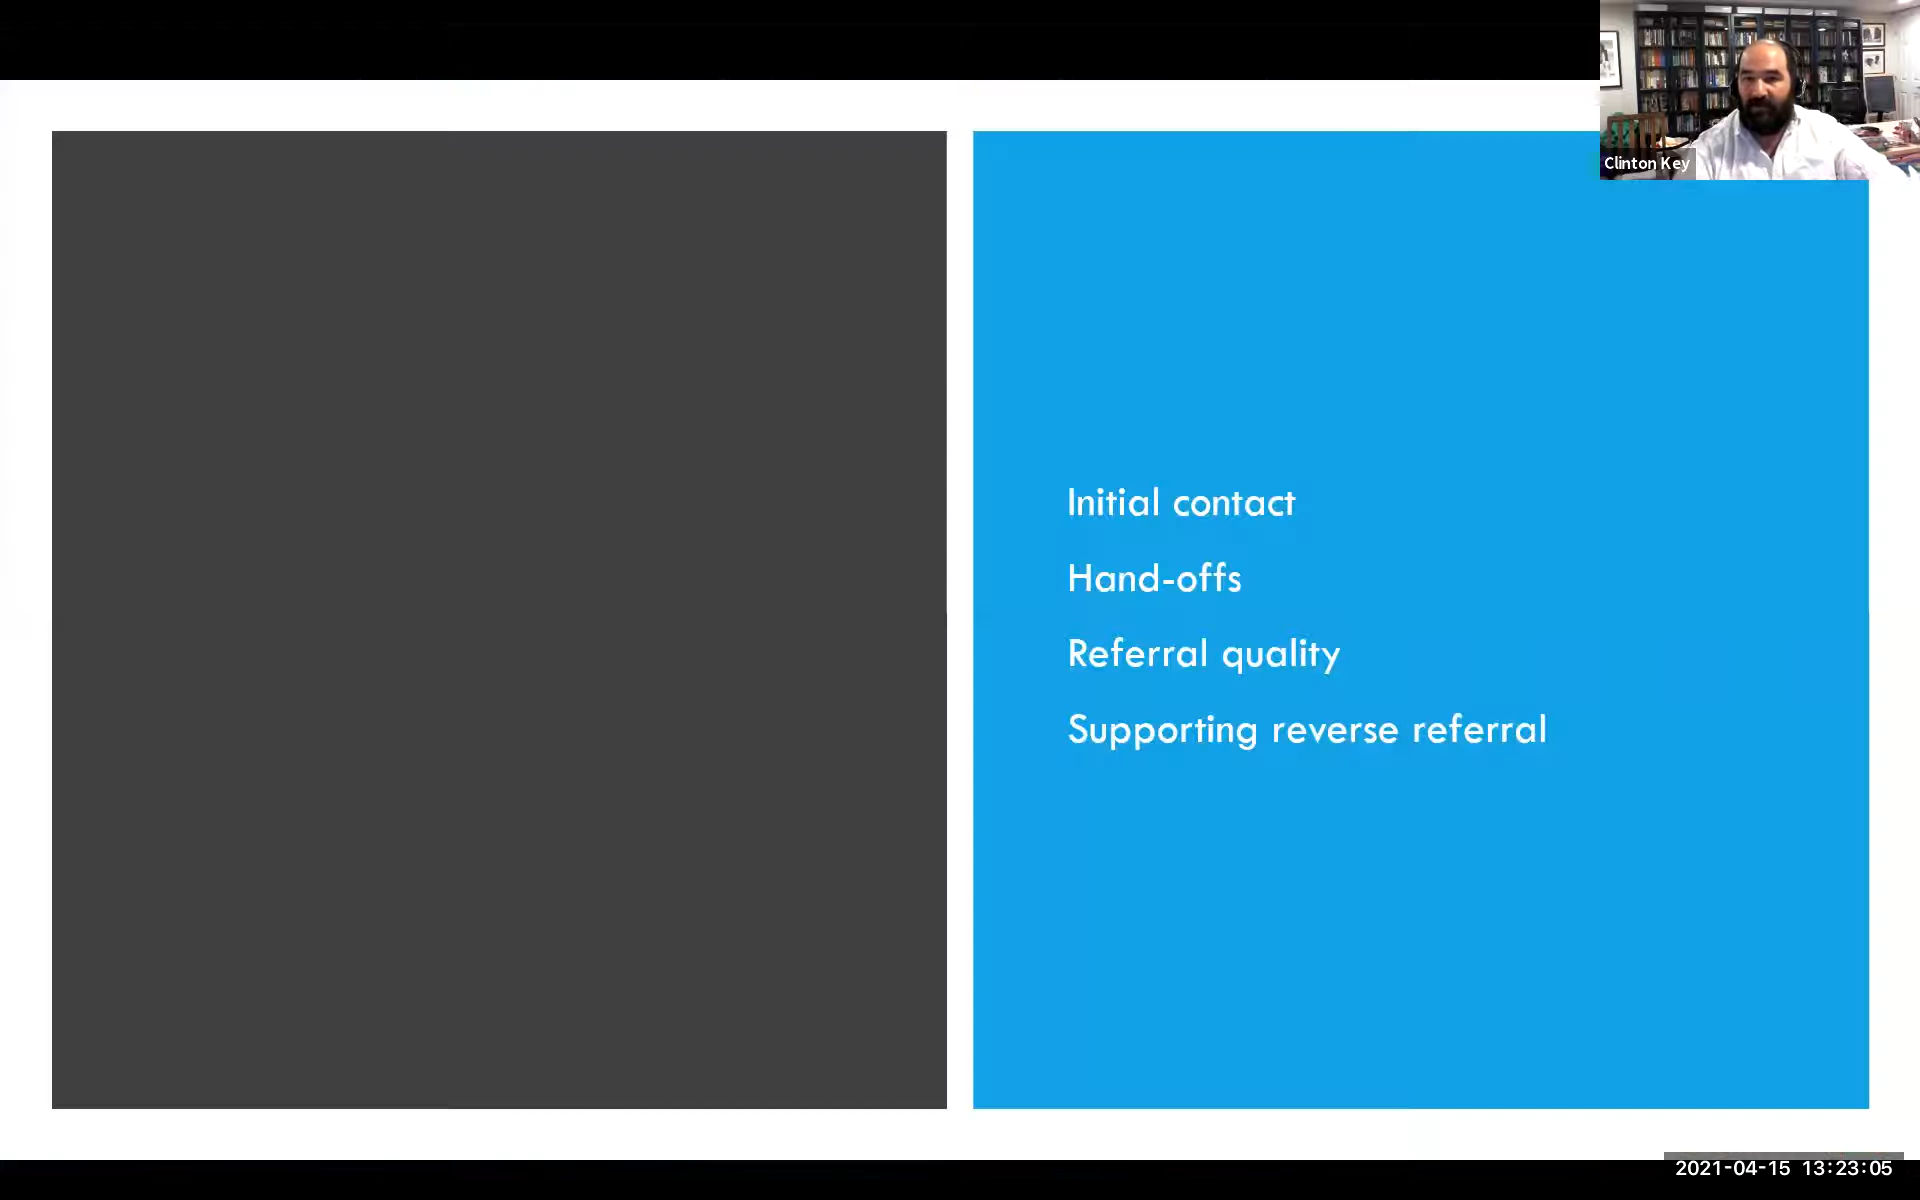 Clinton Key
Initial contact
Hand-offs
Referral quality
Supporting reverse referral
2021-04-15 13:23:05